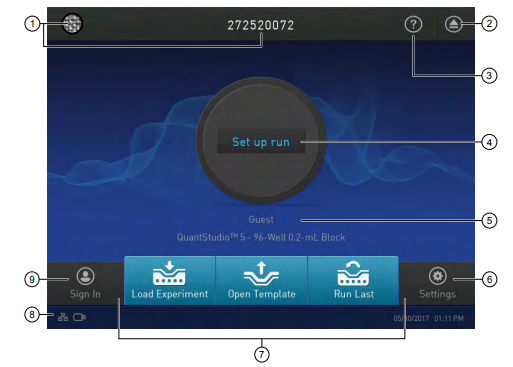 1
272520072
?
2
3
Set up run
4
Guest
5
QuantStudio™ 5 - 96-Well 0.2-mL Block
9
Sign In
Load Experiment
Open Template
Run Last
Settings
6
8
05/30/2017 01:11 PM
7